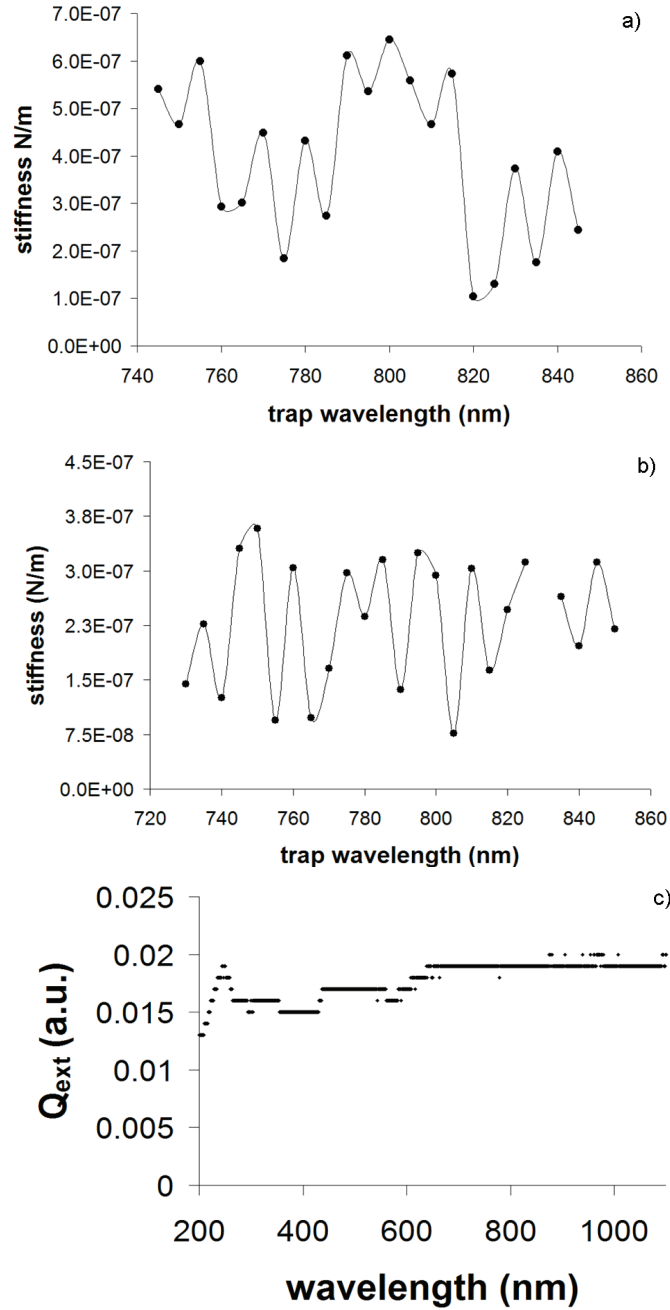 a)
7.0E-07
6.0E-07
5.0E-07
4.0E-07
3.0E-07
2.0E-07
1.0E-07
0.0E+00
stiffness N/m
740 760 780 800 820 840 860
trap wavelength (nm)
b)
4.5E-07
3.8E-07
3.0E-07
2.3E-07
1.5E-07
7.5E-08
0.0E+00
stiffness (N/m)
720 740 760 780 800 820 840 860
trap wavelength (nm)
c)
0.025
0.02
0.015
0.01
0.005
0
Qext (a.u.)
200 400 600 800 1000
wavelength (nm)